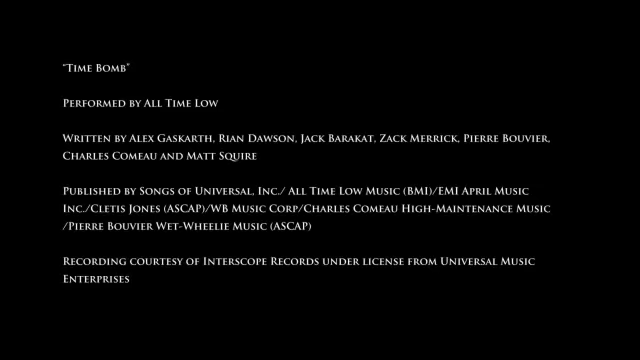 "Time Bomb"
Performed by All Time Low
Written by Alex Gaskarth, Rian Dawson, Jack Barakat, Zack Merrick, Pierre Bouvier,
Charles Comeau and Matt Squire
Published by Songs of Universal, Inc./ All Time Low Music (BMI)/EMI April Music
Inc./Cletis Jones (ASCAP)/WB Music Corp/Charles Comeau High-Maintenance Music
/Pierre Bouvier Wet-Wheelie Music (ASCAP)
Recording courtesy of Interscope Records under license from Universal Music
Enterprises